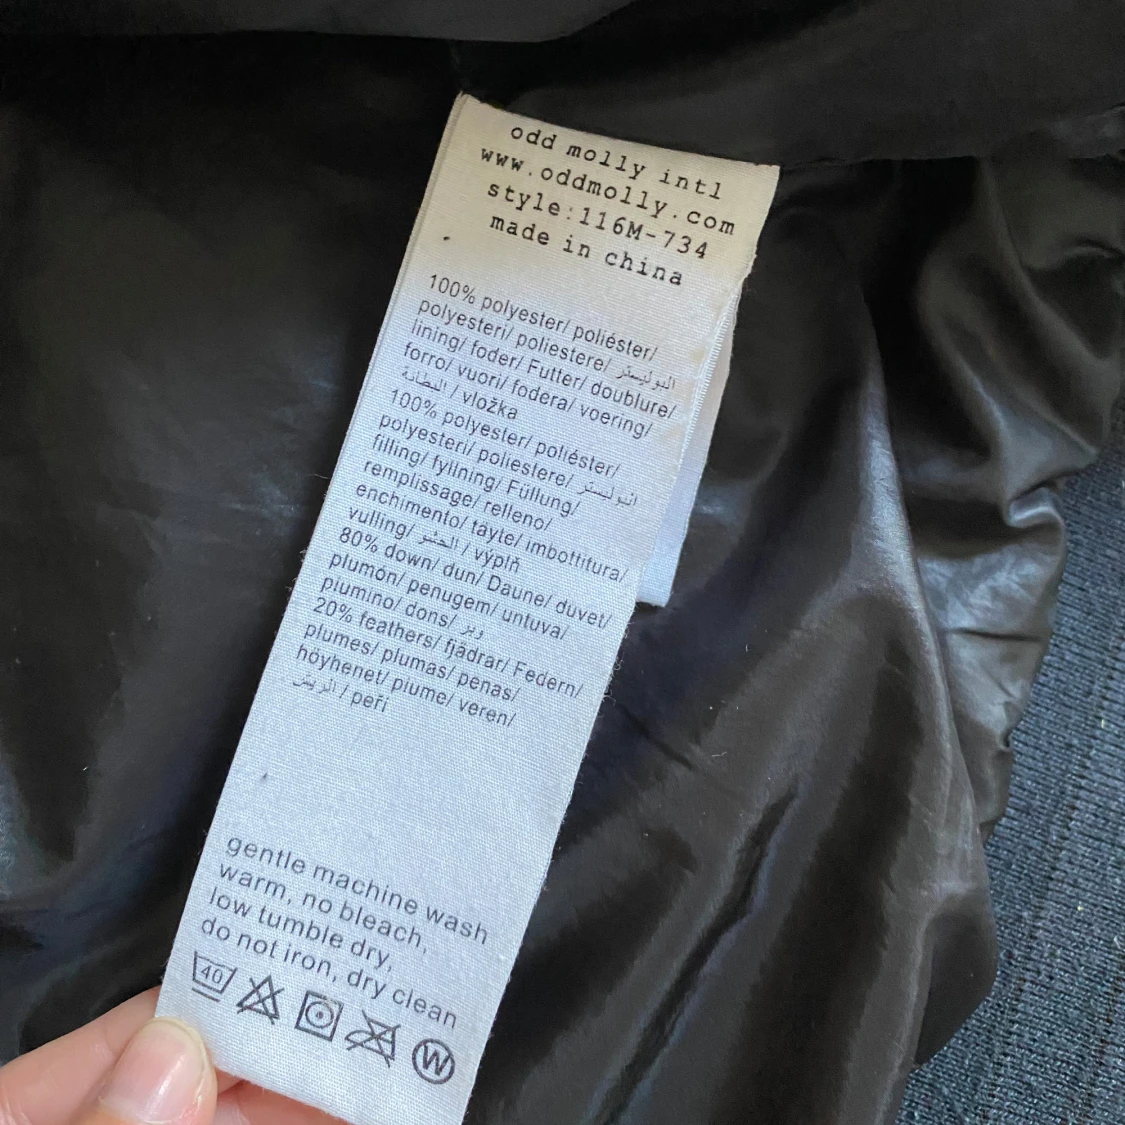 odd molly intl
www.oddmolly.com
style:116M-734
made in china
100% polyester/ poliéster/
polyesteri/ poliestere/ البوليستر
lining/ foder/ Futter/ doublure/
forro/ vuori/ fodera/ voering/
البطانة / vložka
100% polyester/ poliéster/
polyesteri/ poliestere/ البوليستر
filling/ fyllning/ Füllung/
remplissage/ relleno/
enchimento/ täyte/ imbottitura/
vulling/ الحشو / výplň
80% down/ dun/ Daune/ duvet/
plumón/ penugem/ untuva/
piumino/ dons/ وبر
20% feathers/ fjädrar/ Federn/
plumes/ plumas/ penas/
höyhenet/ piume/ veren/
الريش / peří
gentle machine wash
warm, no bleach,
low tumble dry,
do not iron, dry clean
40 W